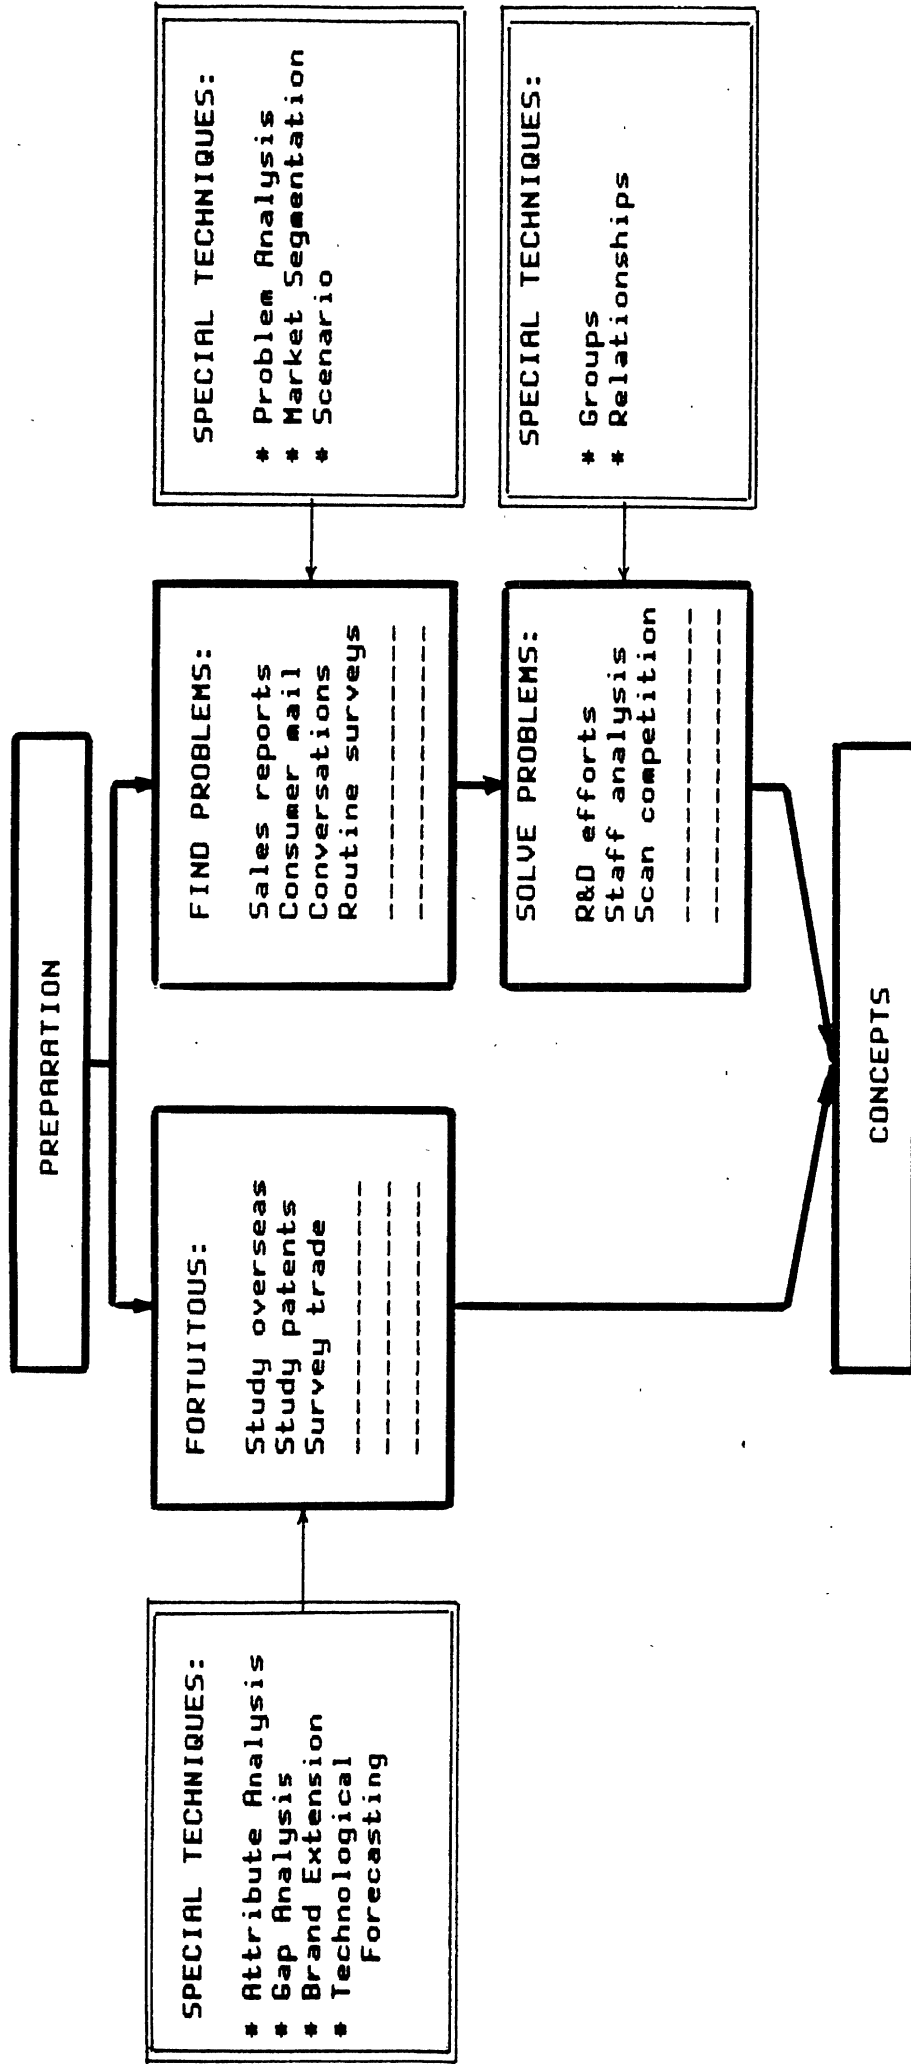 PREPARATION
SPECIAL TECHNIQUES:
* Attribute Analysis
* Gap Analysis
* Brand Extension
* Technological
Forecasting
FORTUITOUS:
Study overseas
Study patents
Survey trade
----------------
----------------
----------------
FIND PROBLEMS:
Sales reports
Consumer mail
Conversations
Routine surveys
------------------
------------------
SPECIAL TECHNIQUES:
* Problem Analysis
* Market Segmentation
* Scenario
SOLVE PROBLEMS:
R&D efforts
Staff analysis
Scan competition
------------------
------------------
SPECIAL TECHNIQUES:
* Groups
* Relationships
CONCEPTS